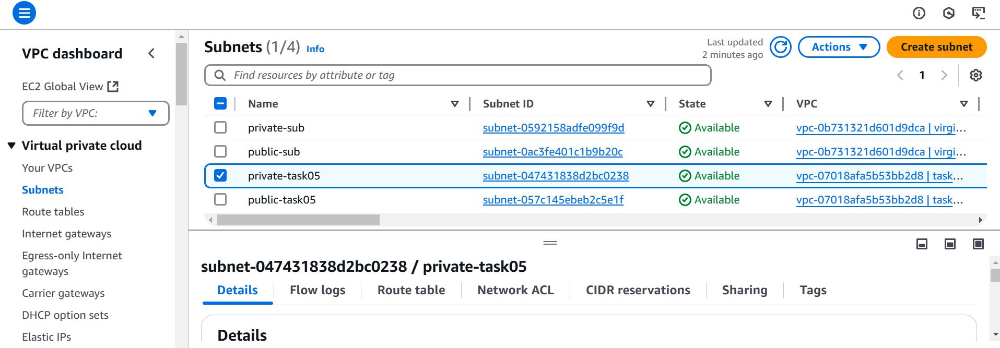 VPC dashboard
EC2 Global View
Filter by VPC:
Virtual private cloud
Your VPCs
Subnets
Route tables
Internet gateways
Egress-only Internet
gateways
Carrier gateways
DHCP option sets
Elastic IPs
Subnets (1/4) Info
Last updated
2 minutes ago
Actions
Create subnet
Find resources by attribute or tag
1
Name Subnet ID State VPC
private-sub subnet-0592158adfe099f9d Available vpc-0b731321d601d9dca | virgi...
public-sub subnet-0ac3fe401c1b9b20c Available vpc-0b731321d601d9dca | virgi...
private-task05 subnet-047431838d2bc0238 Available vpc-07018afa5b53bb2d8 | task...
public-task05 subnet-057c145ebeb2c5e1f Available vpc-07018afa5b53bb2d8 | task...
subnet-047431838d2bc0238 / private-task05
Details Flow logs Route table Network ACL CIDR reservations Sharing Tags
Details